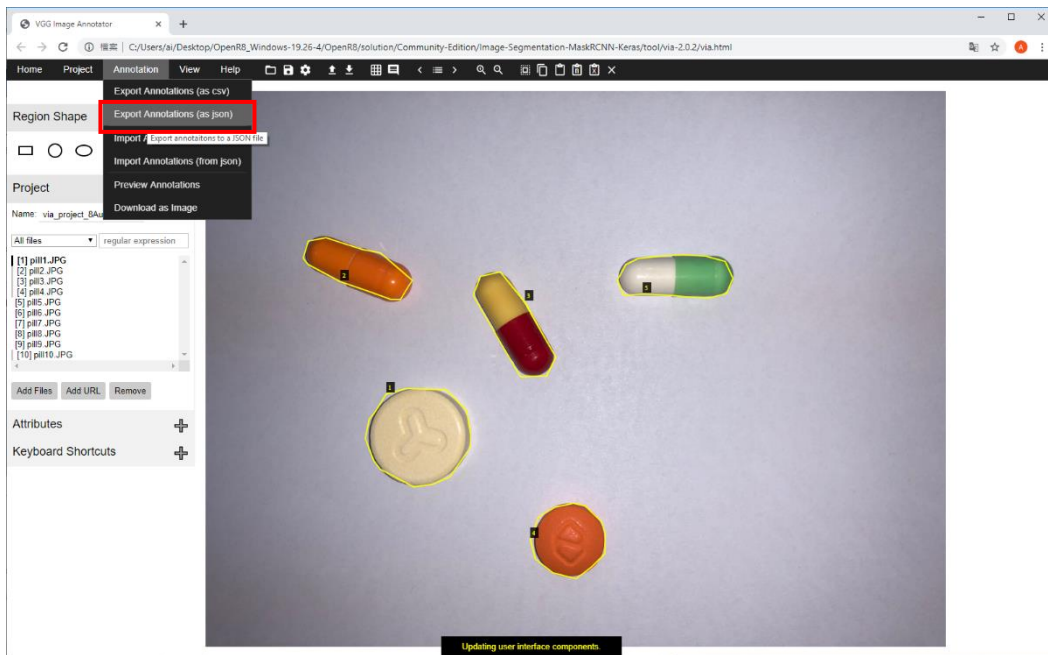 VGG Image Annotator
檔案 | C:/Users/ai/Desktop/OpenR8_Windows-19.26-4/OpenR8/solution/Community-Edition/Image-Segmentation-MaskRCNN-Keras/tool/via-2.0.2/via.html
A
Home Project Annotation View Help
Export Annotations (as csv)
Region Shape
Export Annotations (as json)
Import
Export annotaitons to a JSON file
Import Annotations (from json)
Project
Preview Annotations
Name: via_project_8Au
Download as Image
All files regular expression
[1] pill1.JPG
[2] pill2.JPG
[3] pill3.JPG
[4] pill4.JPG
[5] pill5.JPG
[6] pill6.JPG
[7] pill7.JPG
[8] pill8.JPG
[9] pill9.JPG
[10] pill10.JPG
Add Files Add URL Remove
Attributes
Keyboard Shortcuts
2
3
5
1
4
Updating user interface components.